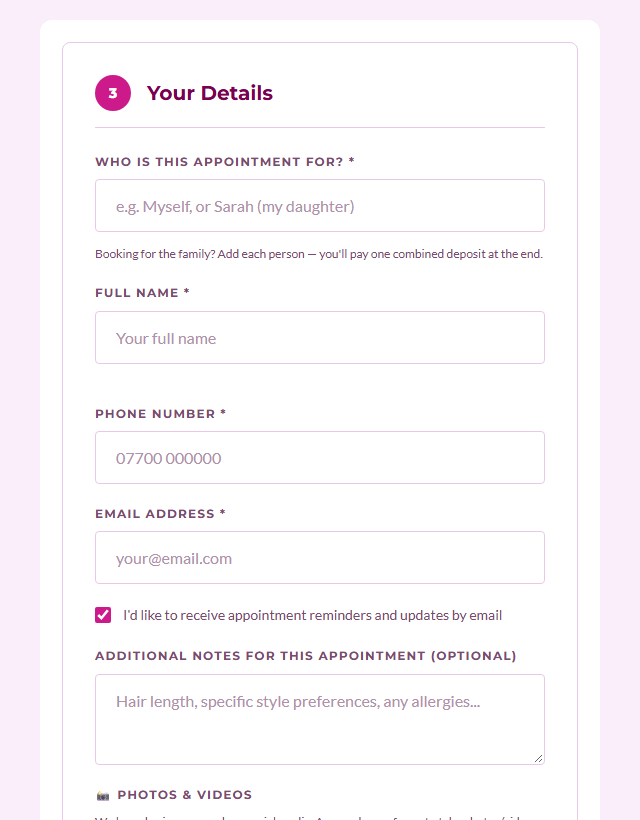 3 Your Details
WHO IS THIS APPOINTMENT FOR? *
e.g. Myself, or Sarah (my daughter)
Booking for the family? Add each person — you'll pay one combined deposit at the end.
FULL NAME *
Your full name
PHONE NUMBER *
07700 000000
EMAIL ADDRESS *
your@email.com
I'd like to receive appointment reminders and updates by email
ADDITIONAL NOTES FOR THIS APPOINTMENT (OPTIONAL)
Hair length, specific style preferences, any allergies...
📸 PHOTOS & VIDEOS